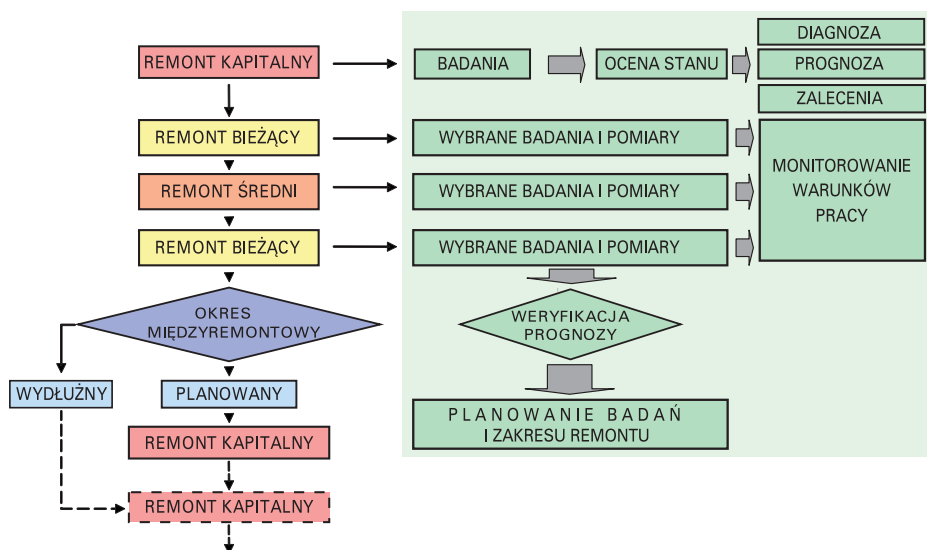 DIAGNOZA
REMONT KAPITALNY
BADANIA
OCENA STANU
PROGNOZA
ZALECENIA
REMONT BIEŻĄCY
WYBRANE BADANIA I POMIARY
MONITOROWANIE
WARUNKÓW
PRACY
REMONT ŚREDNI
WYBRANE BADANIA I POMIARY
REMONT BIEŻĄCY
WYBRANE BADANIA I POMIARY
OKRES
MIĘDZYREMONTOWY
WERYFIKACJA
PROGNOZY
WYDŁUŻNY
PLANOWANY
PLANOWANIE BADAŃ
I ZAKRESU REMONTU
REMONT KAPITALNY
REMONT KAPITALNY